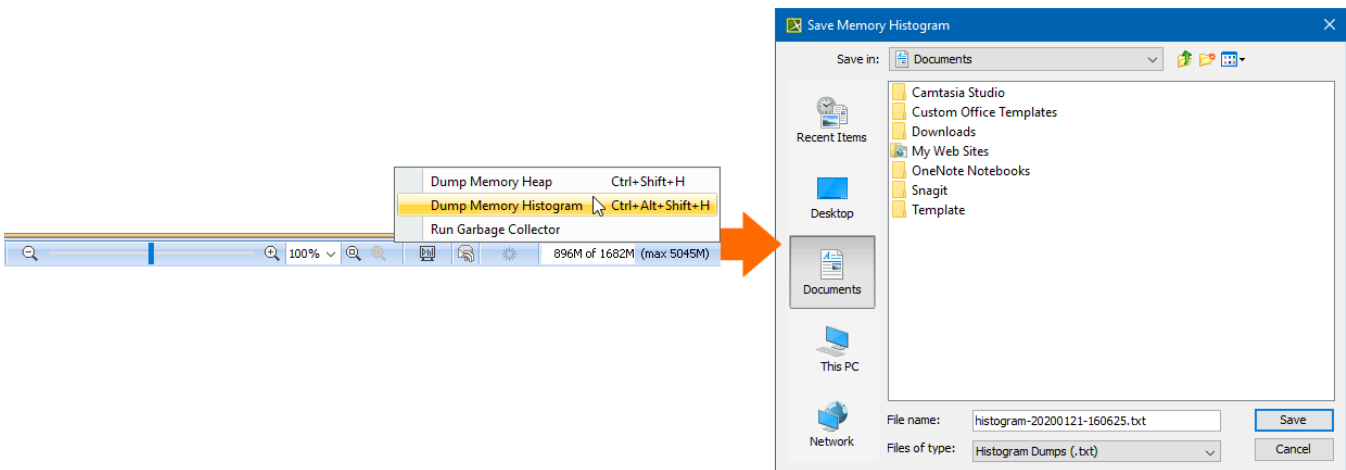 Dump Memory Heap Ctrl+Shift+H
Dump Memory Histogram Ctrl+Alt+Shift+H
Run Garbage Collector
100%
896M of 1682M (max 5045M)
Save Memory Histogram
Save in: Documents
Recent Items
Desktop
Documents
This PC
Network
Camtasia Studio
Custom Office Templates
Downloads
My Web Sites
OneNote Notebooks
Snagit
Template
File name: histogram-20200121-160625.txt Save
Files of type: Histogram Dumps (.txt) Cancel